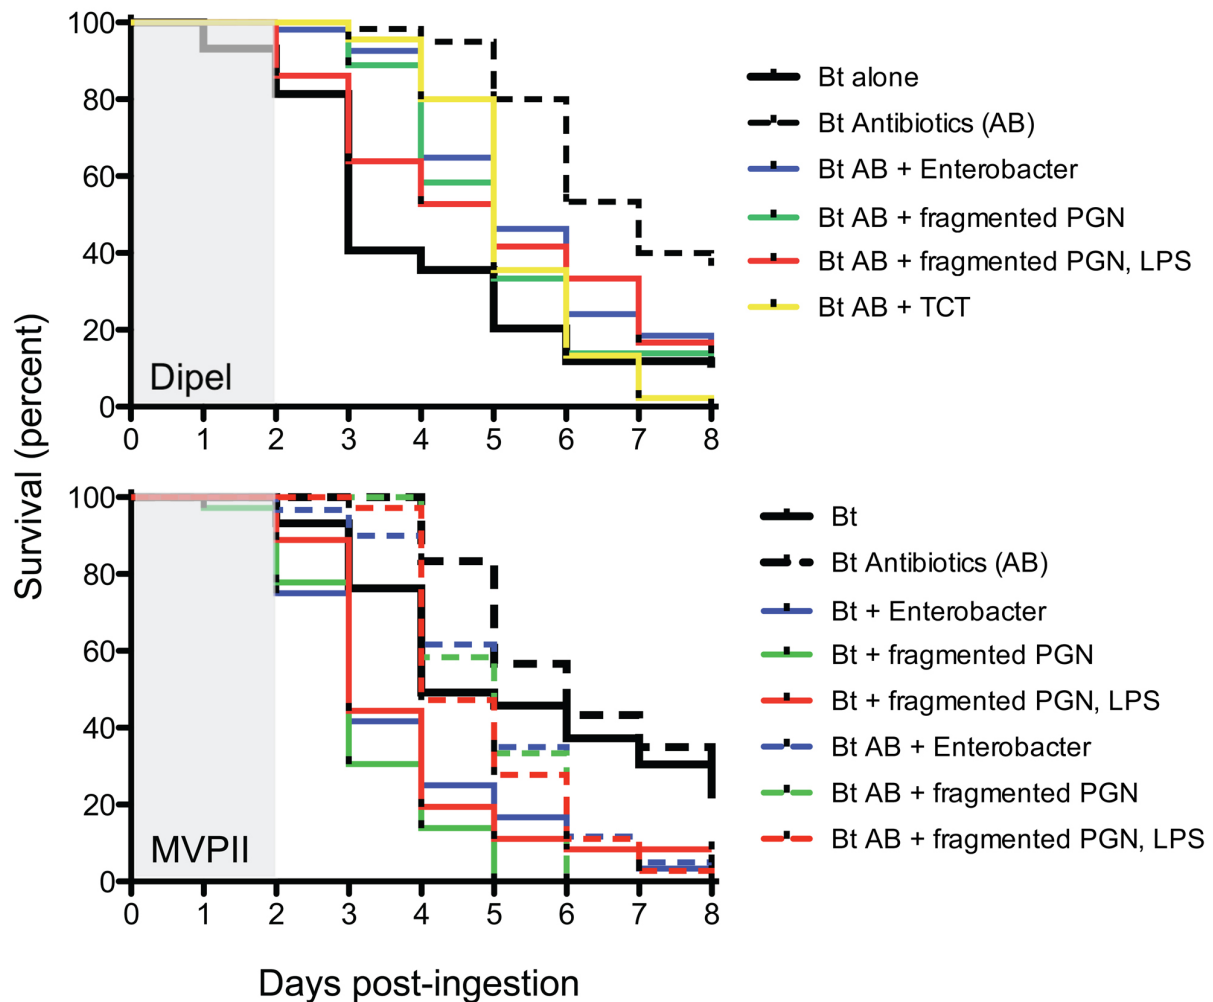 Survival (percent)
100
80
60
40
20
0
Dipel
0 1 2 3 4 5 6 7 8
Bt alone
Bt Antibiotics (AB)
Bt AB + Enterobacter
Bt AB + fragmented PGN
Bt AB + fragmented PGN, LPS
Bt AB + TCT
100
80
60
40
20
0
MVPII
0 1 2 3 4 5 6 7 8
Bt
Bt Antibiotics (AB)
Bt + Enterobacter
Bt + fragmented PGN
Bt + fragmented PGN, LPS
Bt AB + Enterobacter
Bt AB + fragmented PGN
Bt AB + fragmented PGN, LPS
Days post-ingestion